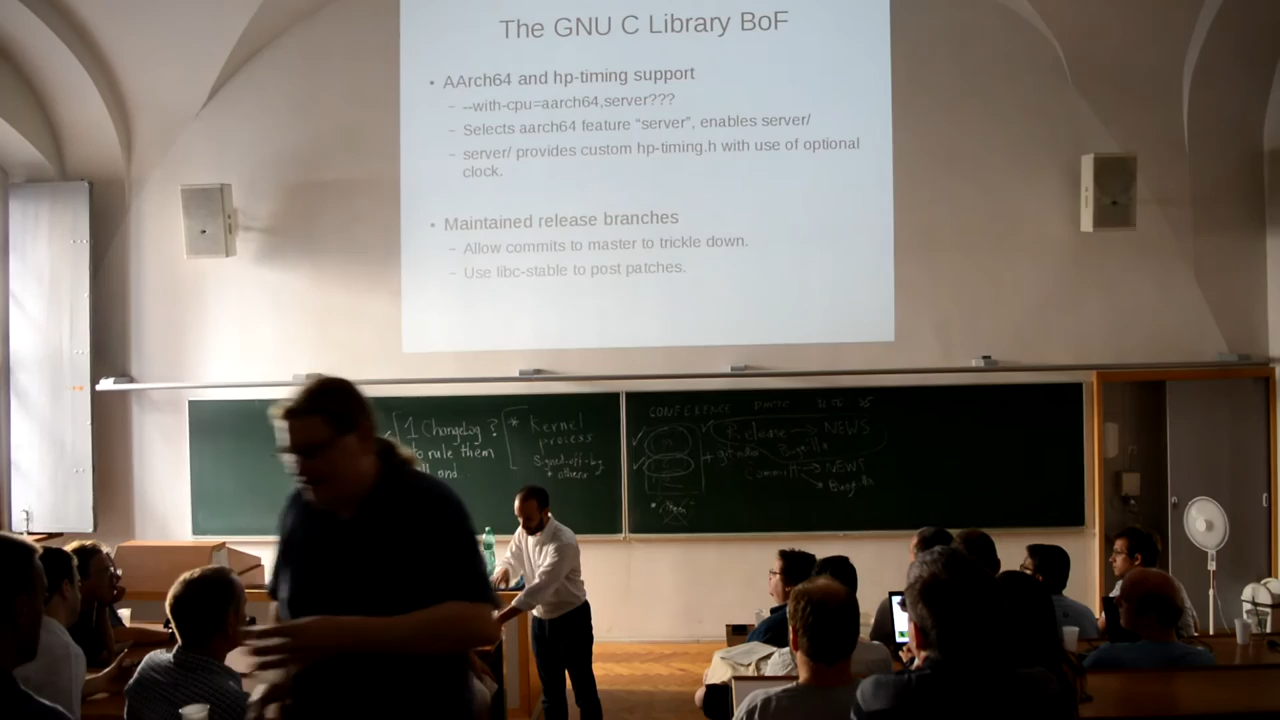 The GNU C Library BoF
• AArch64 and hp-timing support
– --with-cpu=aarch64,server???
– Selects aarch64 feature “server”, enables server/
– server/ provides custom hp-timing.h with use of optional
clock.
• Maintained release branches
– Allow commits to master to trickle down.
– Use libc-stable to post patches.
1 ChangeLog ?
to rule them
and...
* Kernel
process
Signed-off-by
+ others
CONFERENCE PHOTO
Release → NEWS
Bugzilla
Commit → NEWS
Bugzilla